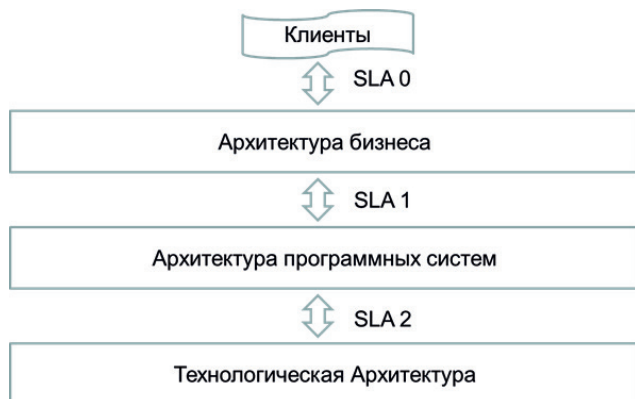 Клиенты
SLA 0
Архитектура бизнеса
SLA 1
Архитектура программных систем
SLA 2
Технологическая Архитектура